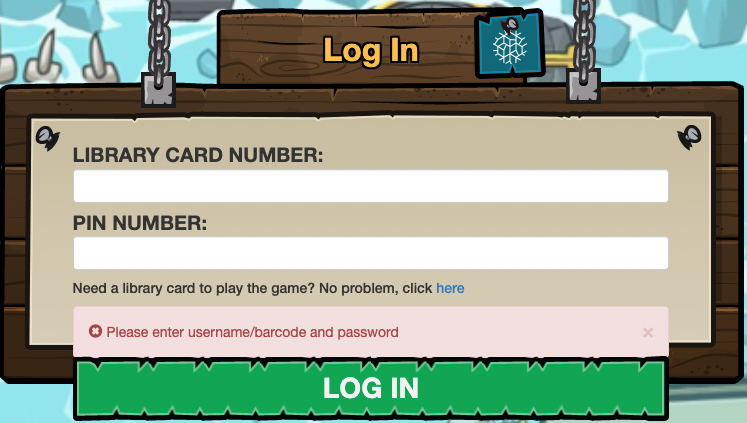 Log In
LIBRARY CARD NUMBER:
PIN NUMBER:
Need a library card to play the game? No problem, click here
Please enter username/barcode and password
LOG IN